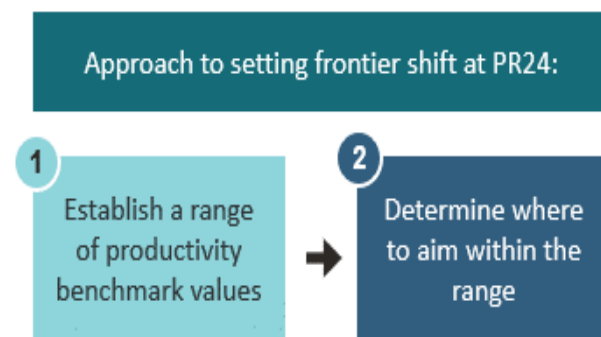 Approach to setting frontier shift at PR24:
1
Establish a range
of productivity
benchmark values
2
Determine where
to aim within the
range